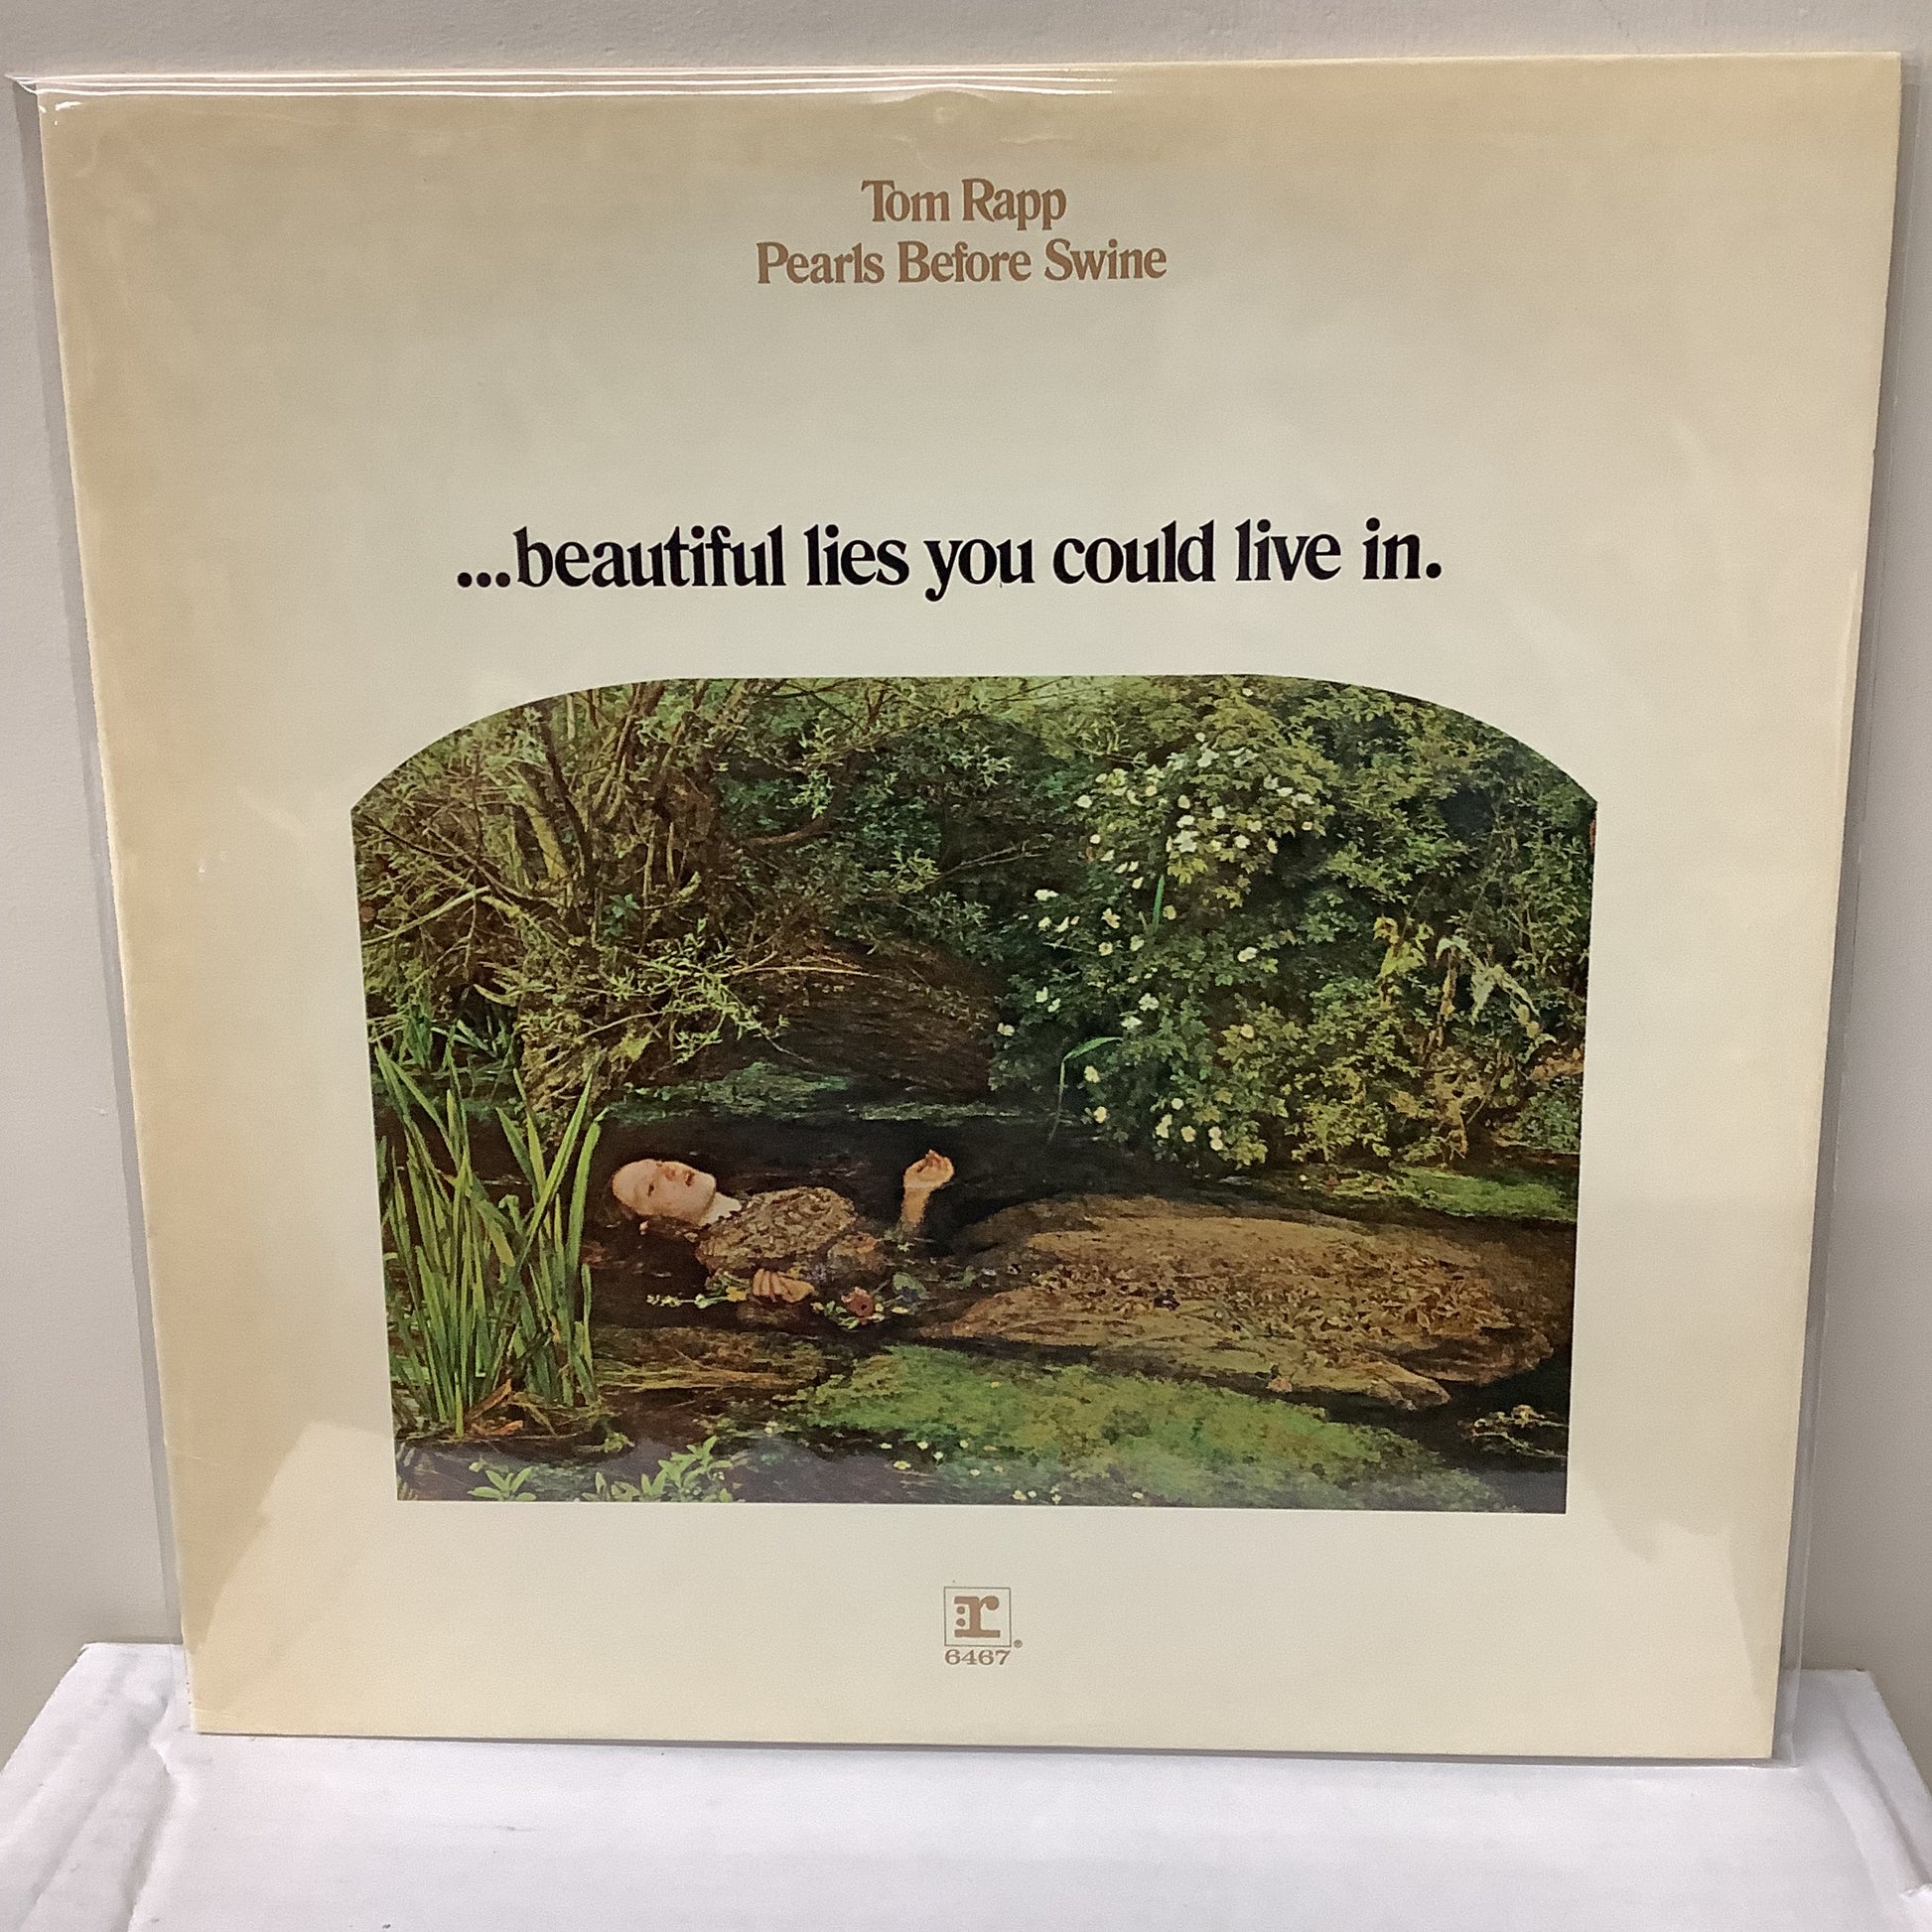 Tom Rapp
Pearls Before Swine
...beautiful lies you could live in.
:r
®
6467